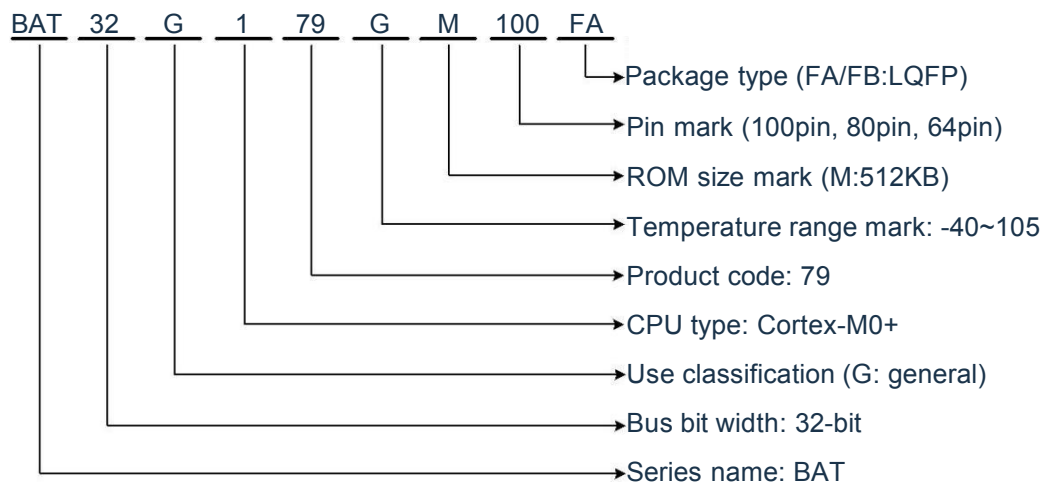 BAT 32 G 1 79 G M 100 FA
Package type (FA/FB:LQFP)
Pin mark (100pin, 80pin, 64pin)
ROM size mark (M:512KB)
Temperature range mark: -40~105
Product code: 79
CPU type: Cortex-M0+
Use classification (G: general)
Bus bit width: 32-bit
Series name: BAT